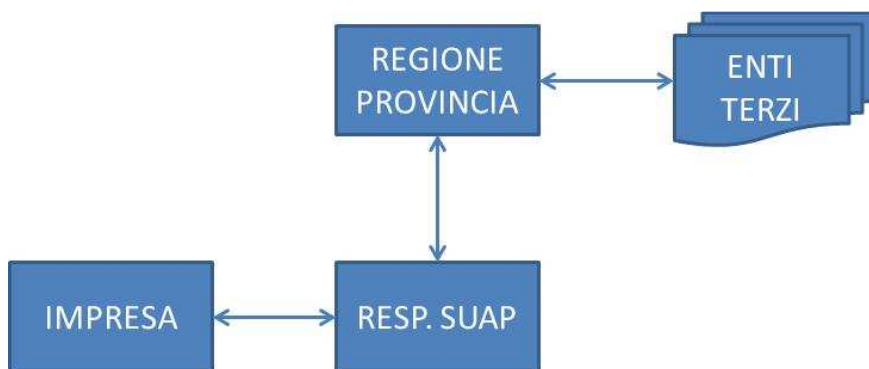 REGIONE
PROVINCIA
ENTI
TERZI
IMPRESA
RESP. SUAP